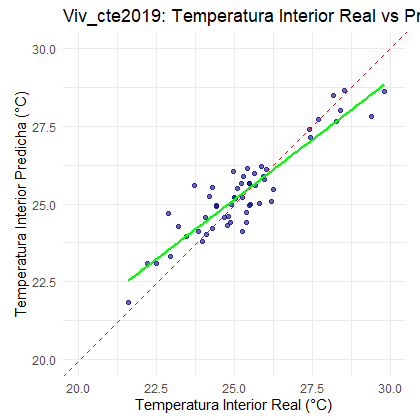 Viv_cte2019: Temperatura Interior Real vs Pr
30.0
27.5
25.0
22.5
20.0
Temperatura Interior Predicha (°C)
20.0 22.5 25.0 27.5 30.0
Temperatura Interior Real (°C)